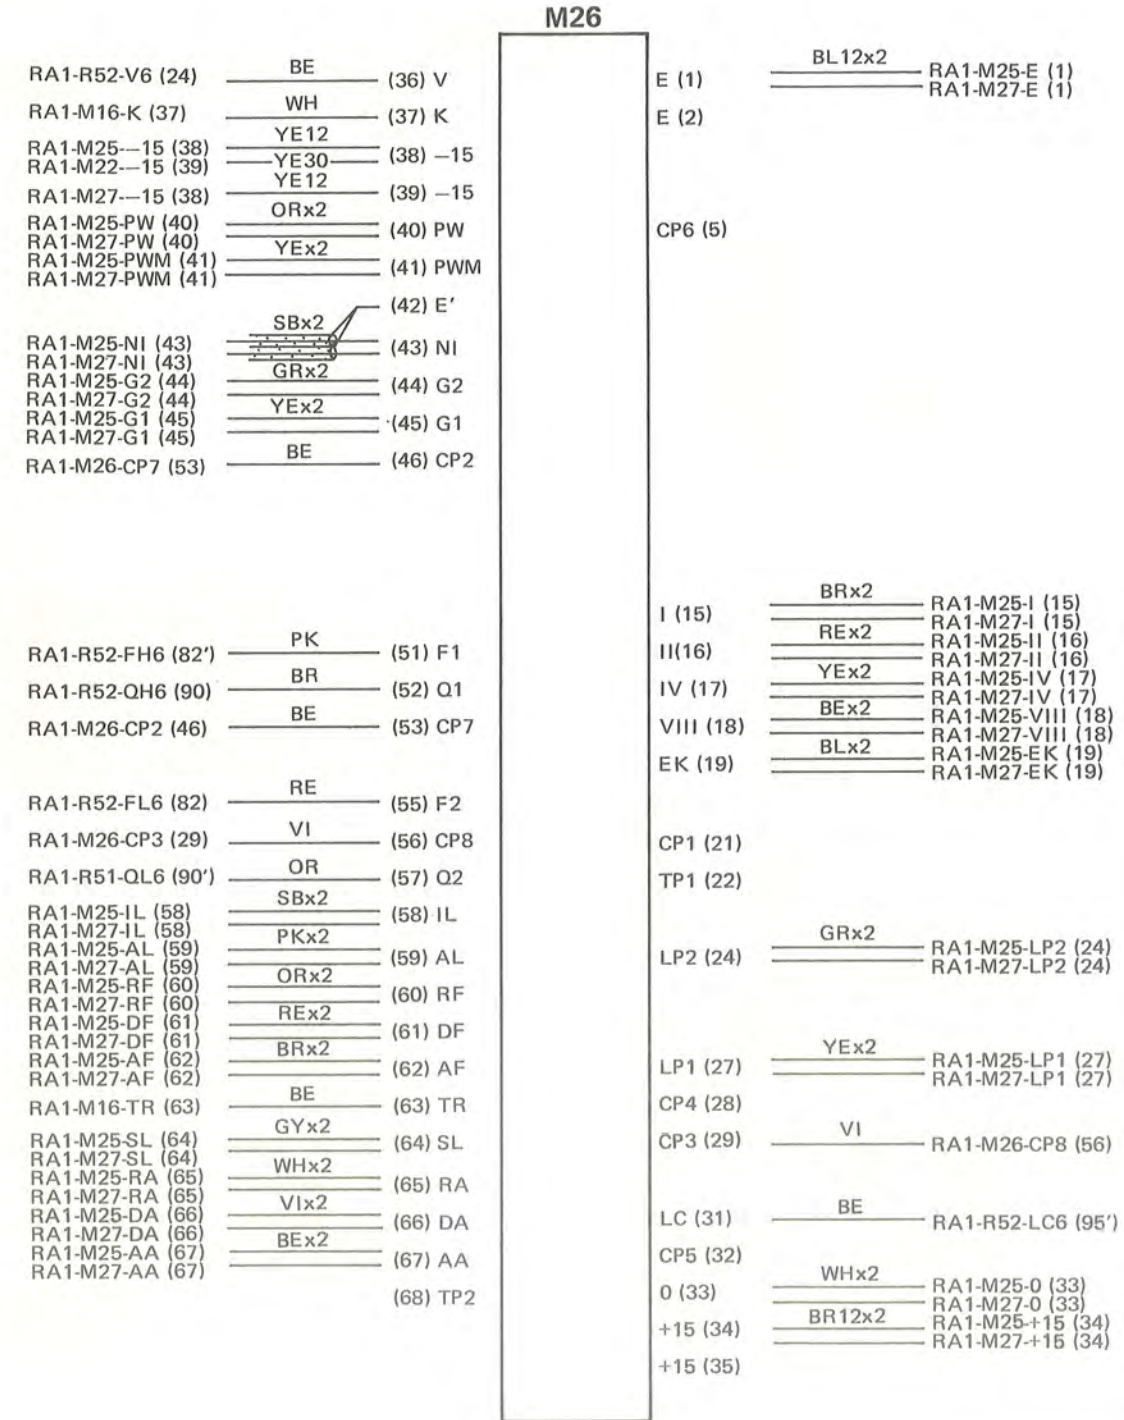 M26
RA1-R52-V6 (24) BE (36) V
RA1-M16-K (37) WH (37) K
RA1-M25-–15 (38) YE12 (38) –15
RA1-M22-–15 (39) YE30
RA1-M27-–15 (38) YE12 (39) –15
RA1-M25-PW (40) ORx2 (40) PW
RA1-M27-PW (40)
RA1-M25-PWM (41) YEx2 (41) PWM
RA1-M27-PWM (41)
(42) E'
SBx2
RA1-M25-NI (43) (43) NI
RA1-M27-NI (43)
RA1-M25-G2 (44) GRx2 (44) G2
RA1-M27-G2 (44)
RA1-M25-G1 (45) YEx2 (45) G1
RA1-M27-G1 (45)
RA1-M26-CP7 (53) BE (46) CP2
RA1-R52-FH6 (82') PK (51) F1
RA1-R52-QH6 (90) BR (52) Q1
RA1-M26-CP2 (46) BE (53) CP7
RA1-R52-FL6 (82) RE (55) F2
RA1-M26-CP3 (29) VI (56) CP8
RA1-R51-QL6 (90') OR (57) Q2
RA1-M25-IL (58) SBx2 (58) IL
RA1-M27-IL (58)
RA1-M25-AL (59) PKx2 (59) AL
RA1-M27-AL (59)
RA1-M25-RF (60) ORx2 (60) RF
RA1-M27-RF (60)
RA1-M25-DF (61) REx2 (61) DF
RA1-M27-DF (61)
RA1-M25-AF (62) BRx2 (62) AF
RA1-M27-AF (62)
RA1-M16-TR (63) BE (63) TR
RA1-M25-SL (64) GYx2 (64) SL
RA1-M27-SL (64)
RA1-M25-RA (65) WHx2 (65) RA
RA1-M27-RA (65)
RA1-M25-DA (66) VIx2 (66) DA
RA1-M27-DA (66)
RA1-M25-AA (67) BEx2 (67) AA
RA1-M27-AA (67)
(68) TP2
E (1) BL12x2 RA1-M25-E (1)
RA1-M27-E (1)
E (2)
CP6 (5)
I (15) BRx2 RA1-M25-I (15)
RA1-M27-I (15)
II(16) REx2 RA1-M25-II (16)
RA1-M27-II (16)
IV (17) YEx2 RA1-M25-IV (17)
RA1-M27-IV (17)
VIII (18) BEx2 RA1-M25-VIII (18)
RA1-M27-VIII (18)
EK (19) BLx2 RA1-M25-EK (19)
RA1-M27-EK (19)
CP1 (21)
TP1 (22)
LP2 (24) GRx2 RA1-M25-LP2 (24)
RA1-M27-LP2 (24)
LP1 (27) YEx2 RA1-M25-LP1 (27)
RA1-M27-LP1 (27)
CP4 (28)
CP3 (29) VI RA1-M26-CP8 (56)
LC (31) BE RA1-R52-LC6 (95')
CP5 (32)
0 (33) WHx2 RA1-M25-0 (33)
RA1-M27-0 (33)
+15 (34) BR12x2 RA1-M25-+15 (34)
RA1-M27-+15 (34)
+15 (35)